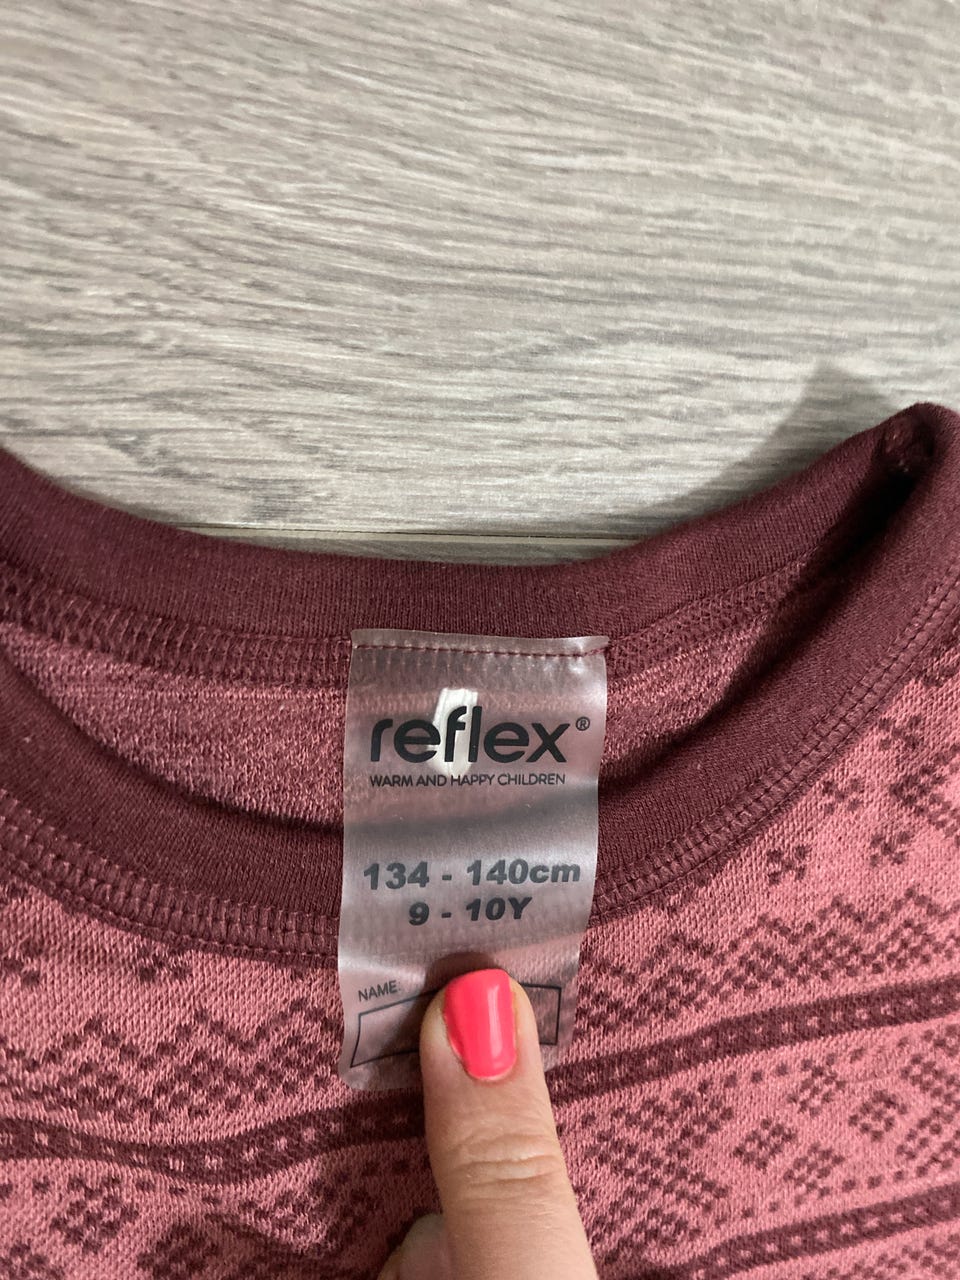 reflex®
WARM AND HAPPY CHILDREN
134 - 140cm
9 - 10Y
NAME